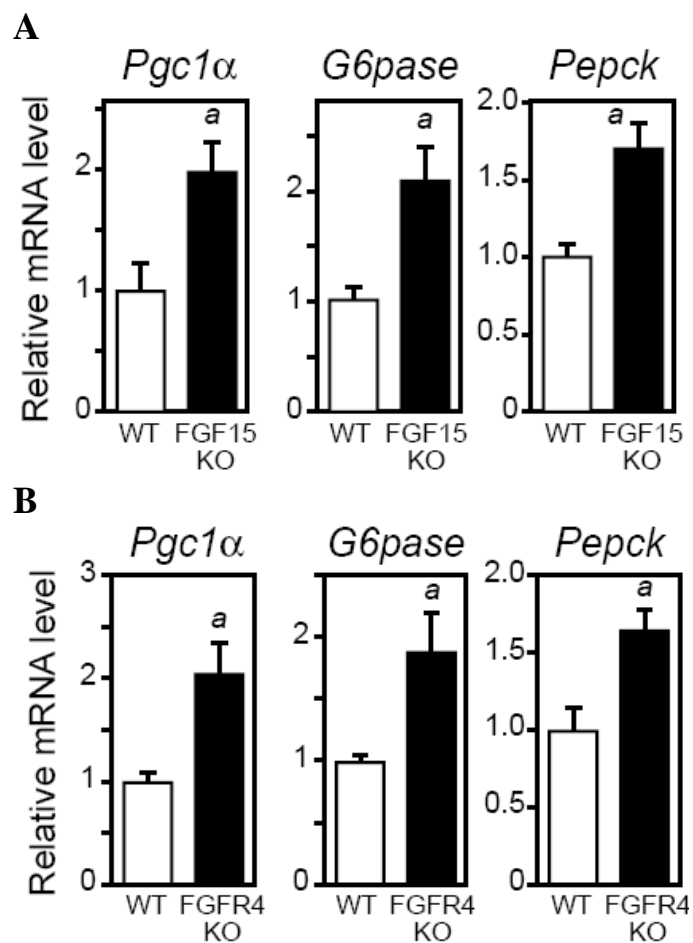 A
Pgc1α G6pase Pepck
Relative mRNA level
2
1
0
a
WT FGF15
KO
2
1
0
a
WT FGF15
KO
2.0
1.5
1.0
0.5
0
a
WT FGF15
KO
B
Pgc1α G6pase Pepck
Relative mRNA level
3
2
1
0
a
WT FGFR4
KO
2
1
0
a
WT FGFR4
KO
2.0
1.5
1.0
0.5
0
a
WT FGFR4
KO